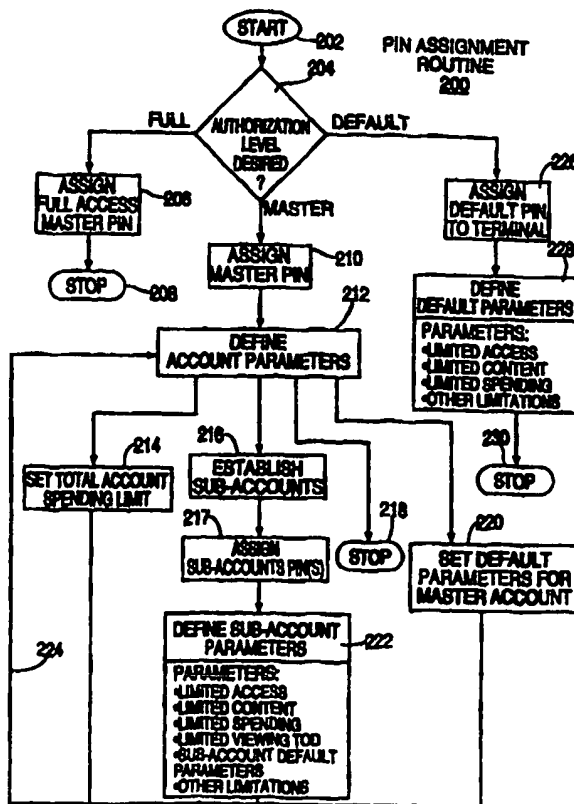 START
202
PIN ASSIGNMENT
ROUTINE
200
204
FULL
AUTHORIZATION
LEVEL
DESIRED
?
DEFAULT
MASTER
ASSIGN
FULL ACCESS
MASTER PIN
206
STOP
208
ASSIGN
MASTER PIN
210
226
ASSIGN
DEFAULT PIN
TO TERMINAL
228
DEFINE
DEFAULT PARAMETERS
PARAMETERS:
•LIMITED ACCESS
•LIMITED CONTENT
•LIMITED SPENDING
•OTHER LIMITATIONS
230
STOP
212
DEFINE
ACCOUNT PARAMETERS
214
SET TOTAL ACCOUNT
SPENDING LIMIT
216
ESTABLISH
SUB-ACCOUNTS
217
ASSIGN
SUB-ACCOUNTS PIN(S)
218
STOP
220
SET DEFAULT
PARAMETERS FOR
MASTER ACCOUNT
DEFINE SUB-ACCOUNT
PARAMETERS
222
PARAMETERS:
•LIMITED ACCESS
•LIMITED CONTENT
•LIMITED SPENDING
•LIMITED VIEWING TOD
•SUB-ACCOUNT DEFAULT
PARAMETERS
•OTHER LIMITATIONS
224